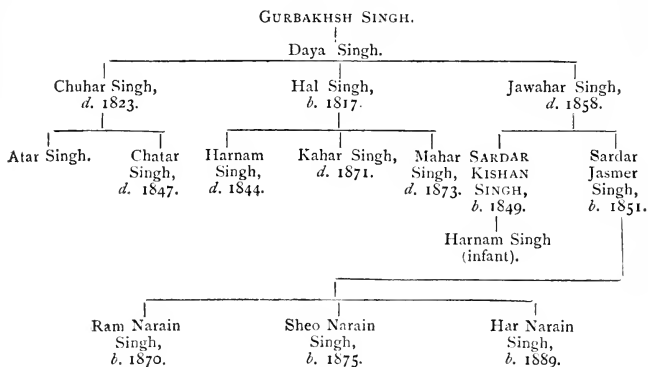 GURBAKHSH SINGH.
Daya Singh.
Chuhar Singh,
d. 1823.
Hal Singh,
b. 1817.
Jawahar Singh,
d. 1858.
Atar Singh.
Chatar
Singh,
d. 1847.
Harnam
Singh,
d. 1844.
Kahar Singh,
d. 1871.
Mahar
Singh,
d. 1873.
SARDAR
KISHAN
SINGH,
b. 1849.
Sardar
Jasmer
Singh,
b. 1851.
Harnam Singh
(infant).
Ram Narain
Singh,
b. 1870.
Sheo Narain
Singh,
b. 1875.
Har Narain
Singh,
b. 1889.